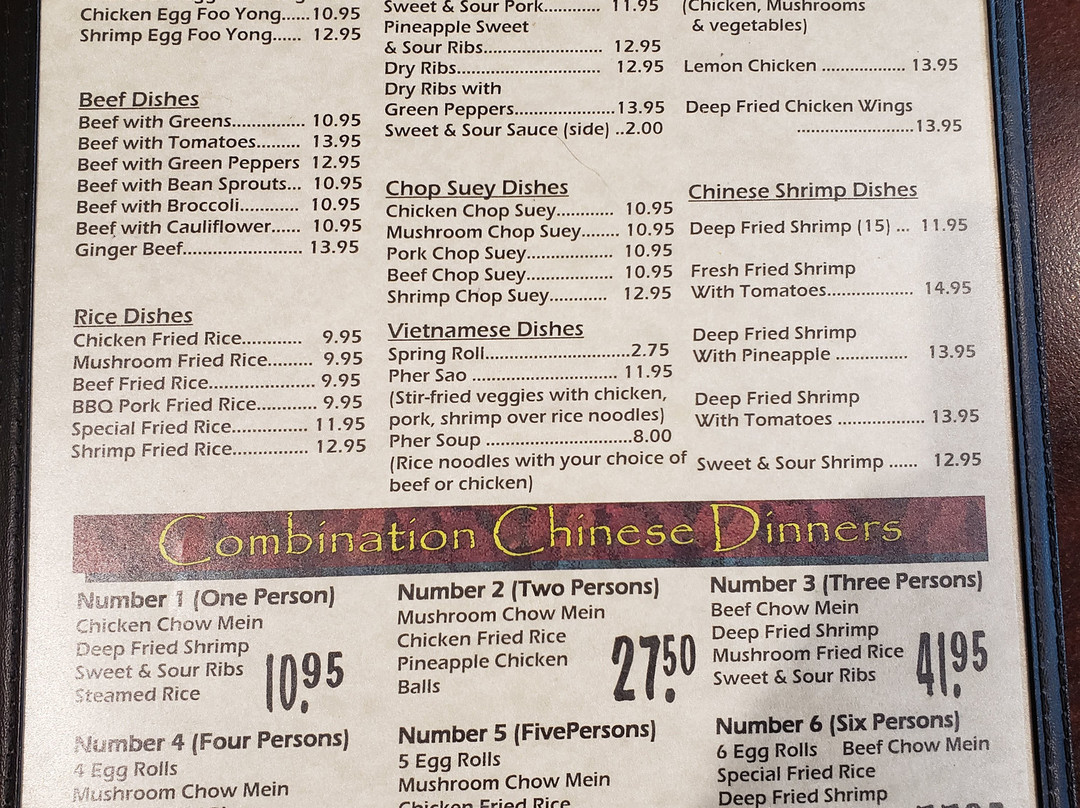 Chicken Egg Foo Yong......10.95
Shrimp Egg Foo Yong...... 12.95
Beef Dishes
Beef with Greens............... 10.95
Beef with Tomatoes......... 13.95
Beef with Green Peppers 12.95
Beef with Bean Sprouts... 10.95
Beef with Broccoli............ 10.95
Beef with Cauliflower...... 10.95
Ginger Beef........................ 13.95
Rice Dishes
Chicken Fried Rice............ 9.95
Mushroom Fried Rice......... 9.95
Beef Fried Rice...................... 9.95
BBQ Pork Fried Rice............ 9.95
Special Fried Rice............... 11.95
Shrimp Fried Rice............... 12.95
Sweet & Sour Pork.......... 11.95
Pineapple Sweet
& Sour Ribs........................ 12.95
Dry Ribs............................. 12.95
Dry Ribs with
Green Peppers....................13.95
Sweet & Sour Sauce (side) ..2.00
Chop Suey Dishes
Chicken Chop Suey............ 10.95
Mushroom Chop Suey........ 10.95
Pork Chop Suey.................. 10.95
Beef Chop Suey.................. 10.95
Shrimp Chop Suey............ 12.95
Vietnamese Dishes
Spring Roll.............................2.75
Pher Sao ............................. 11.95
(Stir-fried veggies with chicken,
pork, shrimp over rice noodles)
Pher Soup .............................8.00
(Rice noodles with your choice of
beef or chicken)
(Chicken, Mushrooms
& vegetables)
Lemon Chicken ................. 13.95
Deep Fried Chicken Wings
........................13.95
Chinese Shrimp Dishes
Deep Fried Shrimp (15) ... 11.95
Fresh Fried Shrimp
With Tomatoes.................. 14.95
Deep Fried Shrimp
With Pineapple ............... 13.95
Deep Fried Shrimp
With Tomatoes .................. 13.95
Sweet & Sour Shrimp ...... 12.95
Combination Chinese Dinners
Number 1 (One Person)
Chicken Chow Mein
Deep Fried Shrimp
Sweet & Sour Ribs
Steamed Rice
10.95
Number 2 (Two Persons)
Mushroom Chow Mein
Chicken Fried Rice
Pineapple Chicken
Balls
27.50
Number 3 (Three Persons)
Beef Chow Mein
Deep Fried Shrimp
Mushroom Fried Rice
Sweet & Sour Ribs
41.95
Number 4 (Four Persons)
4 Egg Rolls
Mushroom Chow Mein
Number 5 (FivePersons)
5 Egg Rolls
Mushroom Chow Mein
Chicken Fried Rice
Number 6 (Six Persons)
6 Egg Rolls Beef Chow Mein
Special Fried Rice
Deep Fried Shrimp